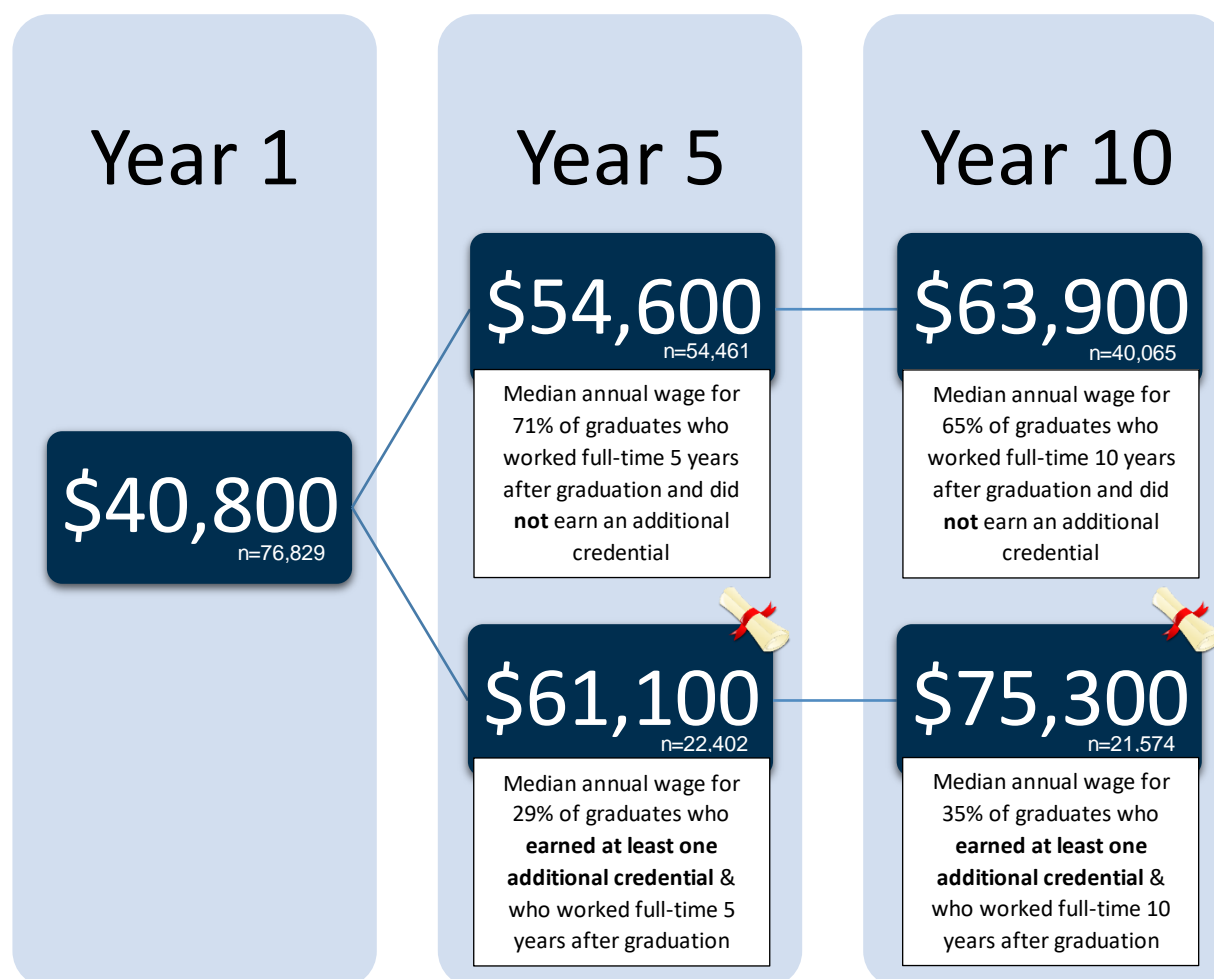 Year 1
$40,800
n=76,829
Year 5
$54,600
n=54,461
Median annual wage for
71% of graduates who
worked full-time 5 years
after graduation and did
not earn an additional
credential
$61,100
n=22,402
Median annual wage for
29% of graduates who
earned at least one
additional credential &
who worked full-time 5
years after graduation
Year 10
$63,900
n=40,065
Median annual wage for
65% of graduates who
worked full-time 10 years
after graduation and did
not earn an additional
credential
$75,300
n=21,574
Median annual wage for
35% of graduates who
earned at least one
additional credential &
who worked full-time 10
years after graduation